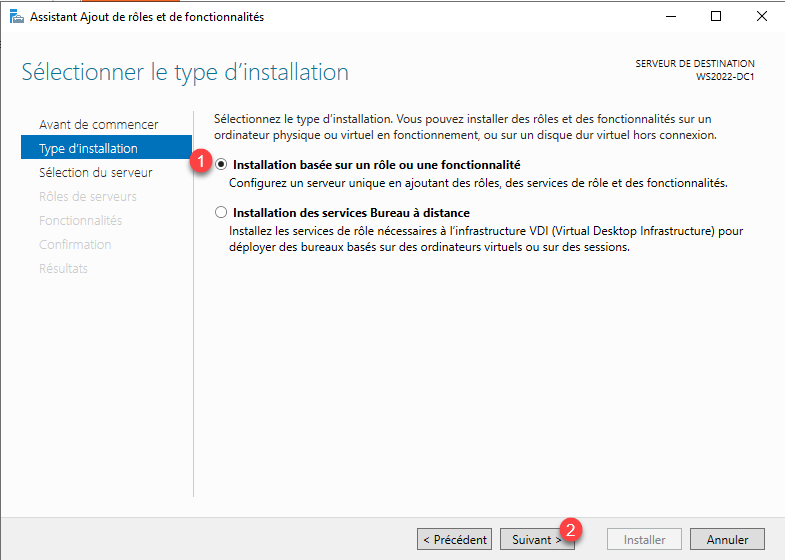 Assistant Ajout de rôles et de fonctionnalités
Sélectionner le type d'installation
SERVEUR DE DESTINATION
WS2022-DC1
Avant de commencer
Type d'installation
Sélection du serveur
Rôles de serveurs
Fonctionnalités
Confirmation
Résultats
Sélectionnez le type d'installation. Vous pouvez installer des rôles et des fonctionnalités sur un
ordinateur physique ou virtuel en fonctionnement, ou sur un disque dur virtuel hors connexion.
1
Installation basée sur un rôle ou une fonctionnalité
Configurez un serveur unique en ajoutant des rôles, des services de rôle et des fonctionnalités.
Installation des services Bureau à distance
Installez les services de rôle nécessaires à l'infrastructure VDI (Virtual Desktop Infrastructure) pour
déployer des bureaux basés sur des ordinateurs virtuels ou sur des sessions.
< Précédent
Suivant >
2
Installer
Annuler